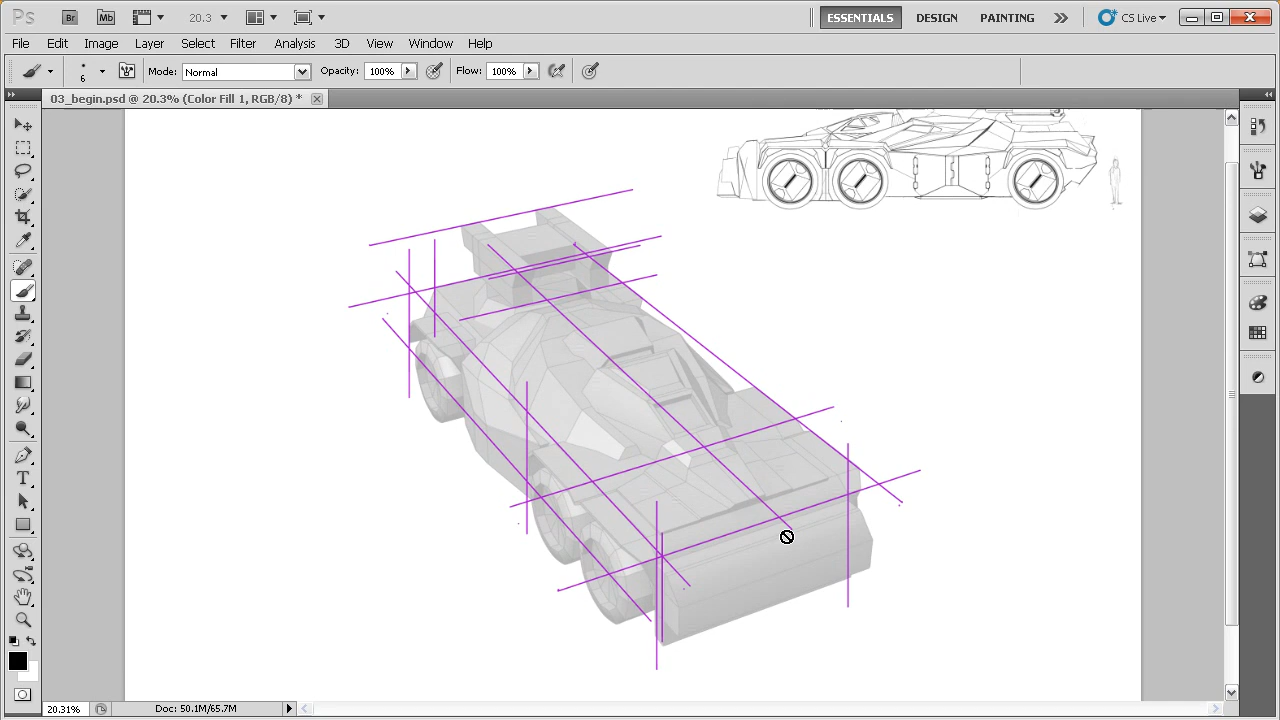 Ps Br Mb 20.3 ESSENTIALS DESIGN PAINTING CS Live
File Edit Image Layer Select Filter Analysis 3D View Window Help
6 Mode: Normal Opacity: 100% Flow: 100%
03_begin.psd @ 20.3% (Color Fill 1, RGB/8) *
20.31% Doc: 50.1M/65.7M